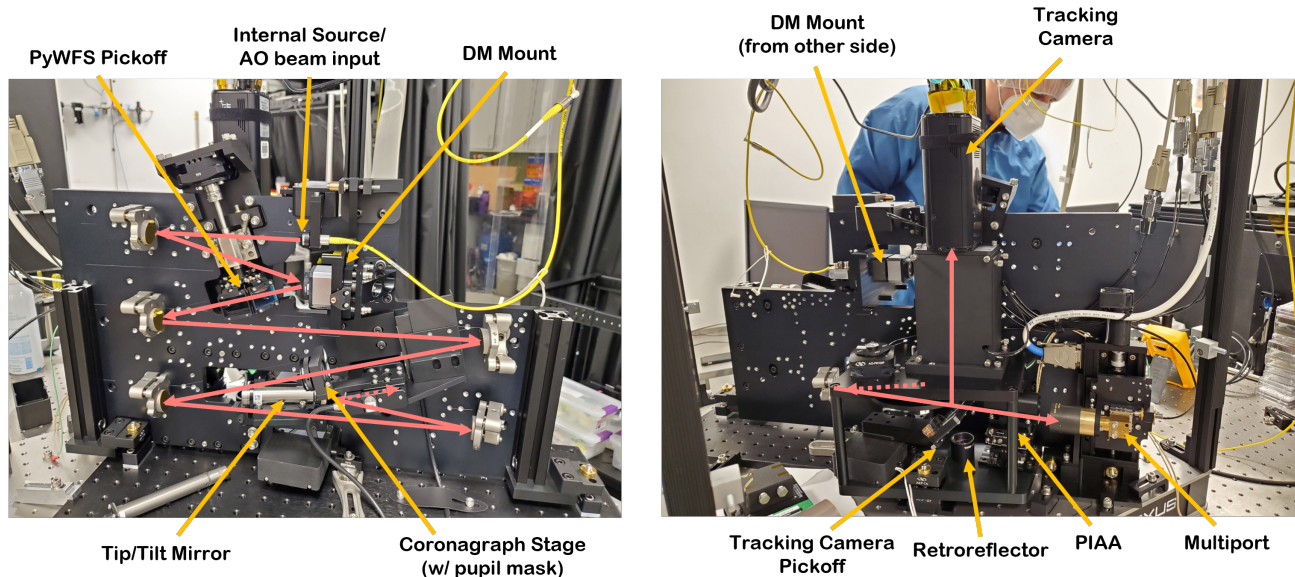 PyWFS Pickoff
Internal Source/
AO beam input
DM Mount
DM Mount
(from other side)
Tracking
Camera
Tip/Tilt Mirror
Coronagraph Stage
(w/ pupil mask)
Tracking Camera
Pickoff
Retroreflector
PIAA
Multiport